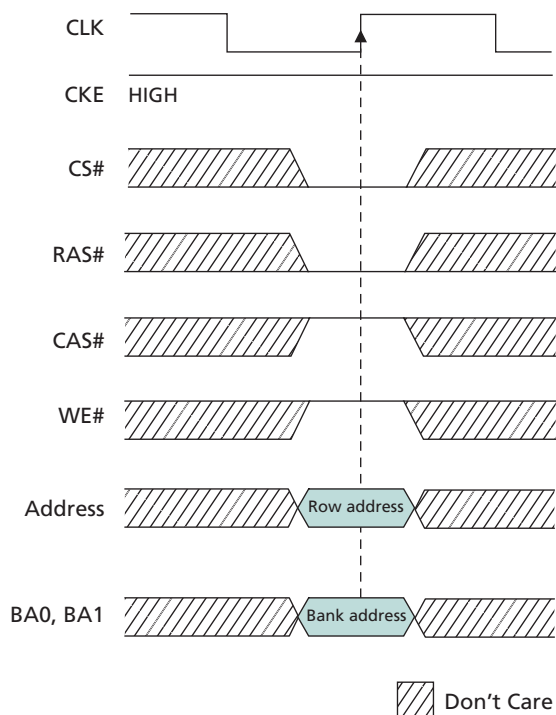 CLK
CKE HIGH
CS#
RAS#
CAS#
WE#
Address Row address
BA0, BA1 Bank address
Don't Care